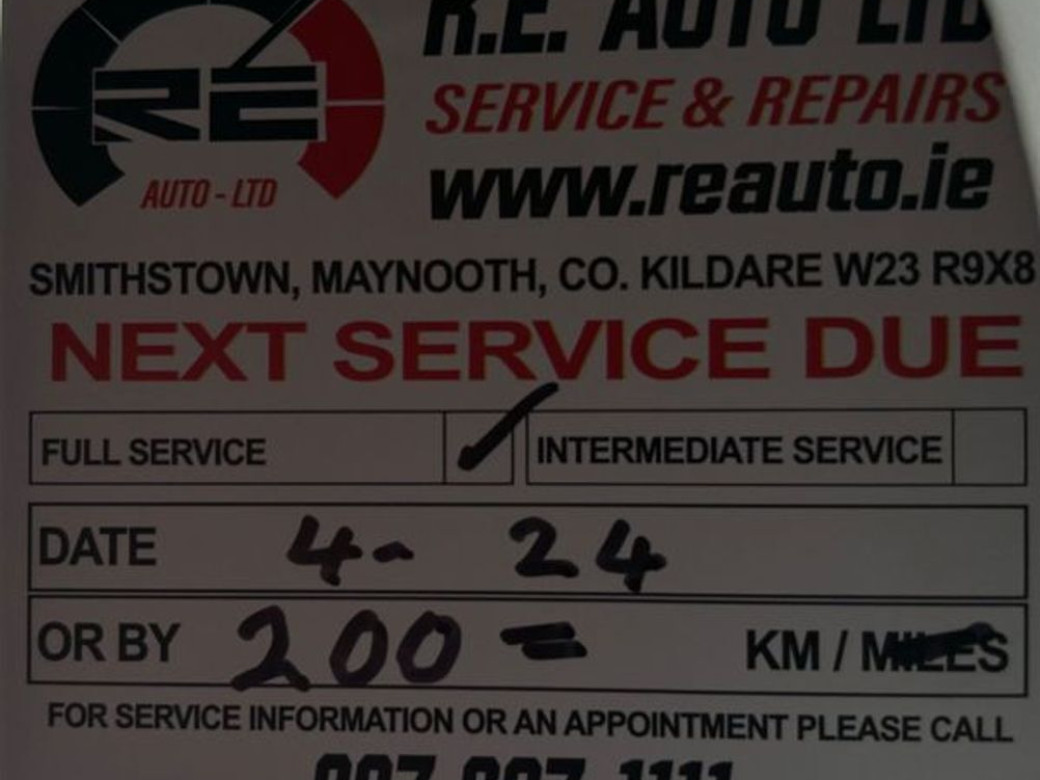 R.E. AUTO LTD
RE
SERVICE & REPAIRS
AUTO - LTD
www.reauto.ie
SMITHSTOWN, MAYNOOTH, CO. KILDARE W23 R9X8
NEXT SERVICE DUE
FULL SERVICE ✓ INTERMEDIATE SERVICE
DATE 4- 24
OR BY 200 = KM / MILES
FOR SERVICE INFORMATION OR AN APPOINTMENT PLEASE CALL